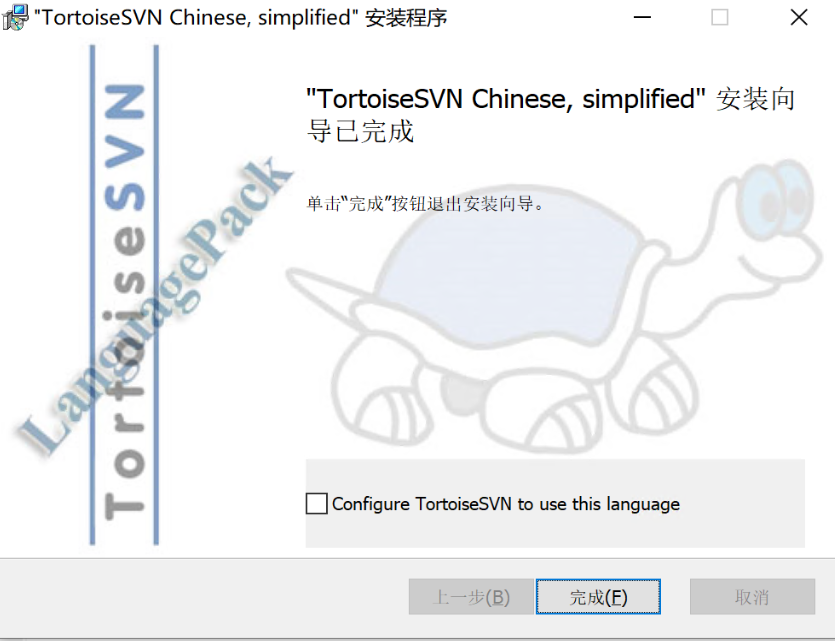 "TortoiseSVN Chinese, simplified" 安装程序
TortoiseSVN
LanguagePack
"TortoiseSVN Chinese, simplified" 安装向
导已完成
单击“完成”按钮退出安装向导。
Configure TortoiseSVN to use this language
上一步(B)
完成(F)
取消